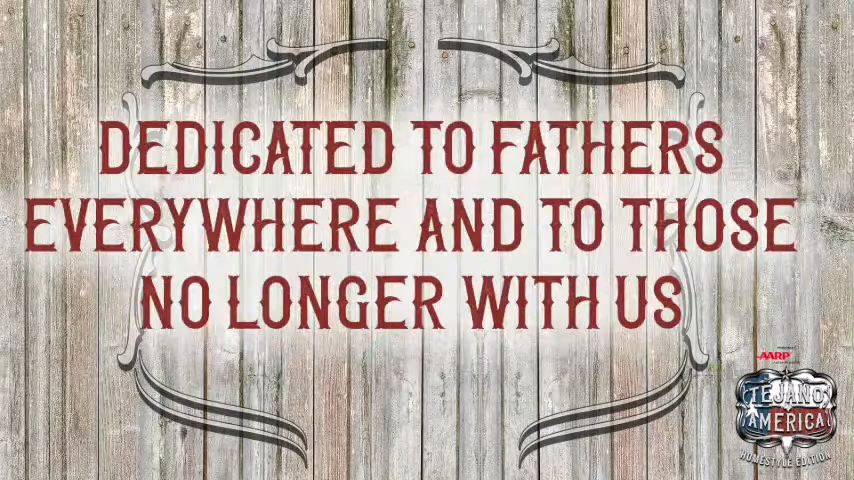 DEDICATED TO FATHERS
EVERYWHERE AND TO THOSE
NO LONGER WITH US
AARP
TEJANO
AMERICA
HOMESTYLE EDITION